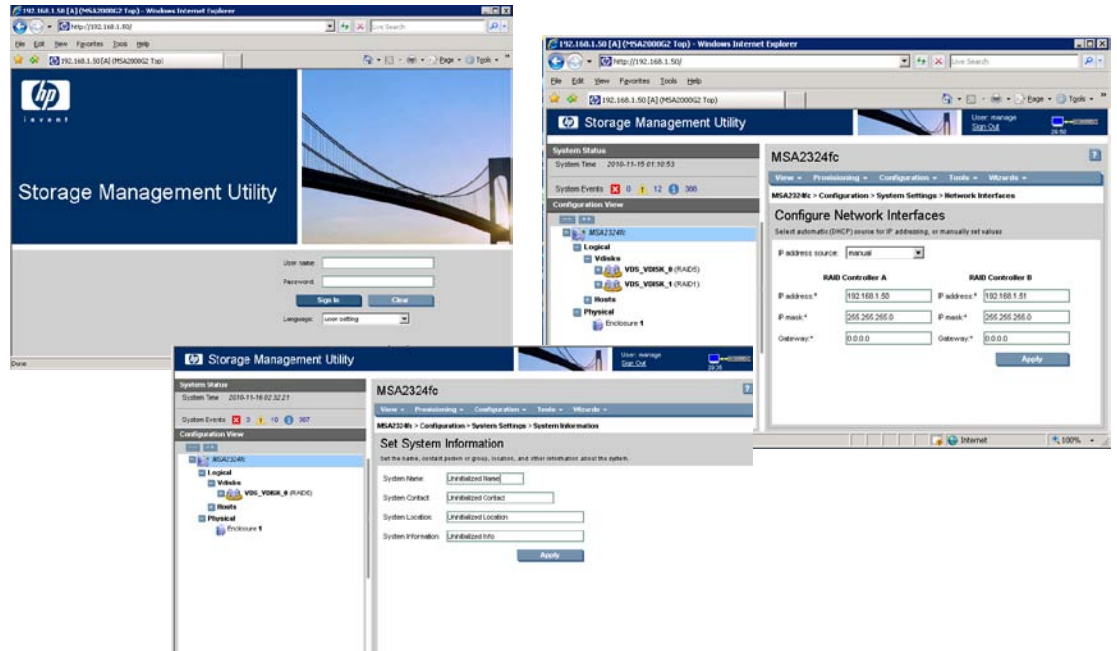 192.168.1.50 [A] (MSA2000G2 Top) - Windows Internet Explorer
http://192.168.1.50/
Live Search
File Edit View Favorites Tools Help
192.168.1.50 [A] (MSA2000G2 Top)
Page Tools
hp
invent
Storage Management Utility
User name:
Password:
Sign In Clear
Language: user setting
Done
192.168.1.50 [A] (MSA2000G2 Top) - Windows Internet Explorer
http://192.168.1.50/
Live Search
File Edit View Favorites Tools Help
192.168.1.50 [A] (MSA2000G2 Top)
Page Tools
hp Storage Management Utility
User: manage
Sign Out
29:50
System Status
System Time 2010-11-15 01:10:53
System Events 0 12 366
Configuration View
MSA2324fc
Logical
Vdisks
VDS_VDISK_0 (RAID5)
VDS_VDISK_1 (RAID1)
Hosts
Physical
Enclosure 1
MSA2324fc
View Provisioning Configuration Tools Wizards
MSA2324fc > Configuration > System Settings > Network Interfaces
Configure Network Interfaces
Select automatic (DHCP) source for IP addressing, or manually set values
IP address source: manual
RAID Controller A RAID Controller B
IP address:* 192.168.1.50 IP address:* 192.168.1.51
IP mask:* 255.255.255.0 IP mask:* 255.255.255.0
Gateway:* 0.0.0.0 Gateway:* 0.0.0.0
Apply
Internet 100%
hp Storage Management Utility
User: manage
Sign Out
System Status
System Time 2010-11-16 02:32:21
System Events 3 10 367
Configuration View
MSA2324fc
Logical
Vdisks
VDS_VDISK_0
Hosts
Physical
Enclosure 1
MSA2324fc
View Provisioning Configuration Tools Wizards
MSA2324fc > Configuration > System Settings > System Information
Set System Information
Set the name, contact person or group, location, and other information about the system.
System Name: Uninitialized Name
System Contact: Uninitialized Contact
System Location: Uninitialized Location
System Information: Uninitialized Info
Apply